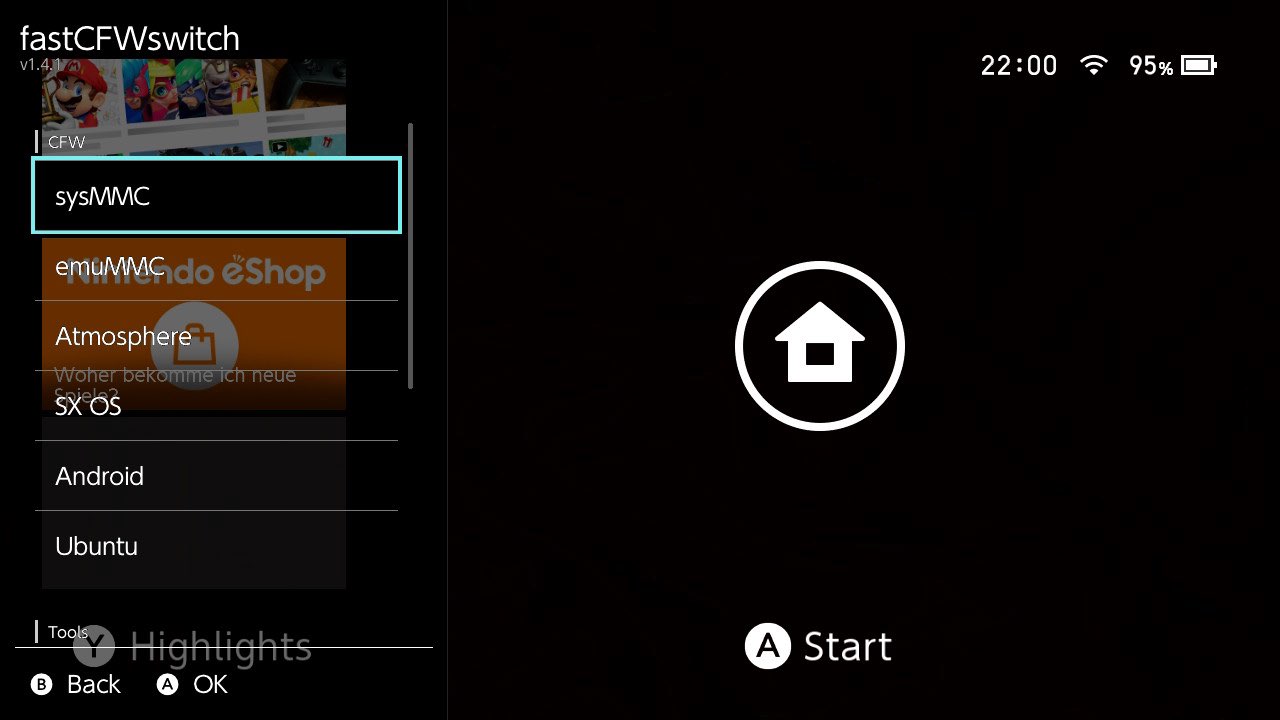 fastCFWswitch
v1.4.1
22:00
95%
CFW
sysMMC
emuMMC
Nintendo eShop
Atmosphere
Woher bekomme ich neue
Spiele?
SX OS
Android
Ubuntu
Tools
Y Highlights
A Start
B Back
A OK